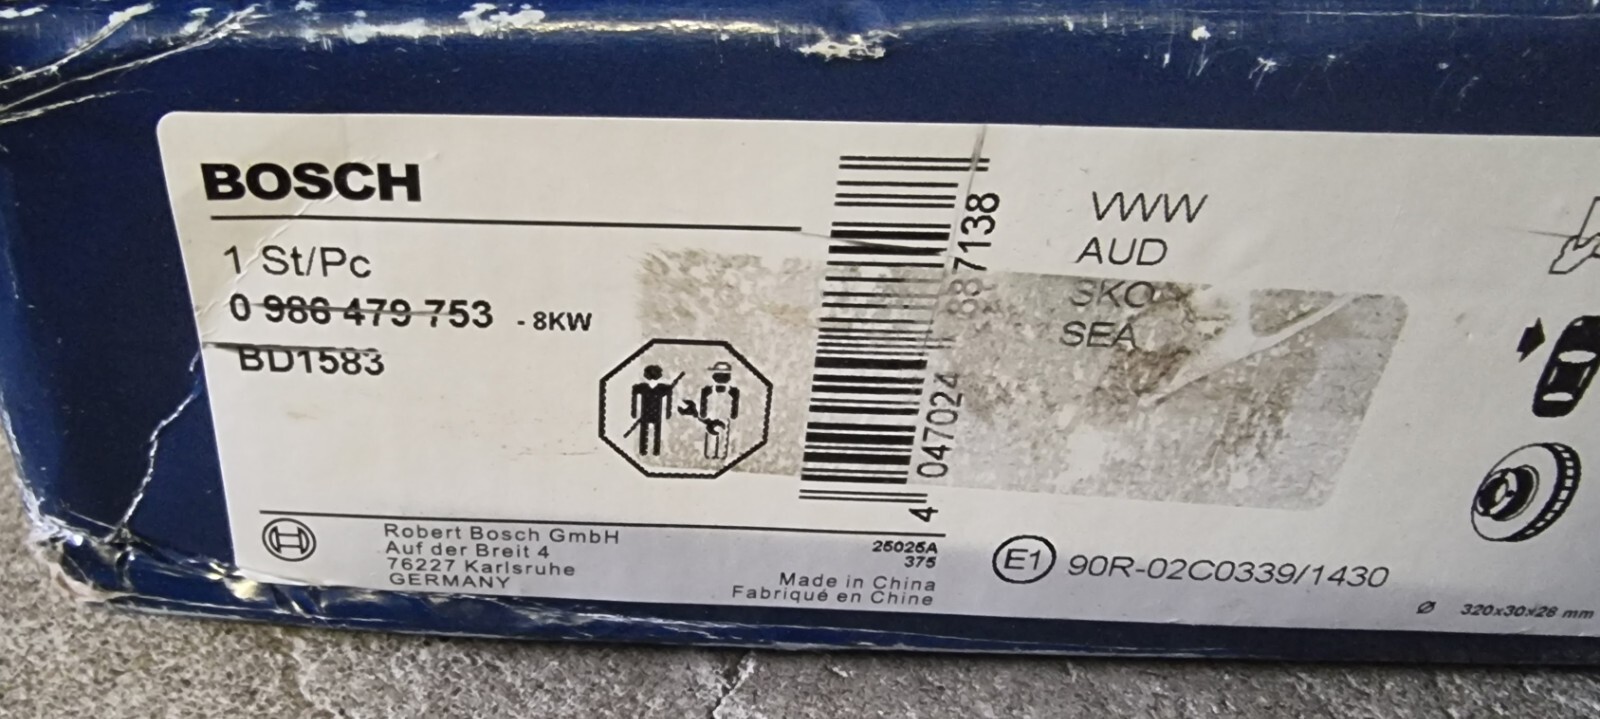 BOSCH
1 St/Pc
0 986 479 753 - 8KW
BD1583
4 047024 887138
VWW
AUD
SKO
SEA
Robert Bosch GmbH
Auf der Breit 4
76227 Karlsruhe
GERMANY
25025A
375
Made in China
Fabriqué en Chine
E1 90R-02C0339/1430
Ø 320x30x28 mm